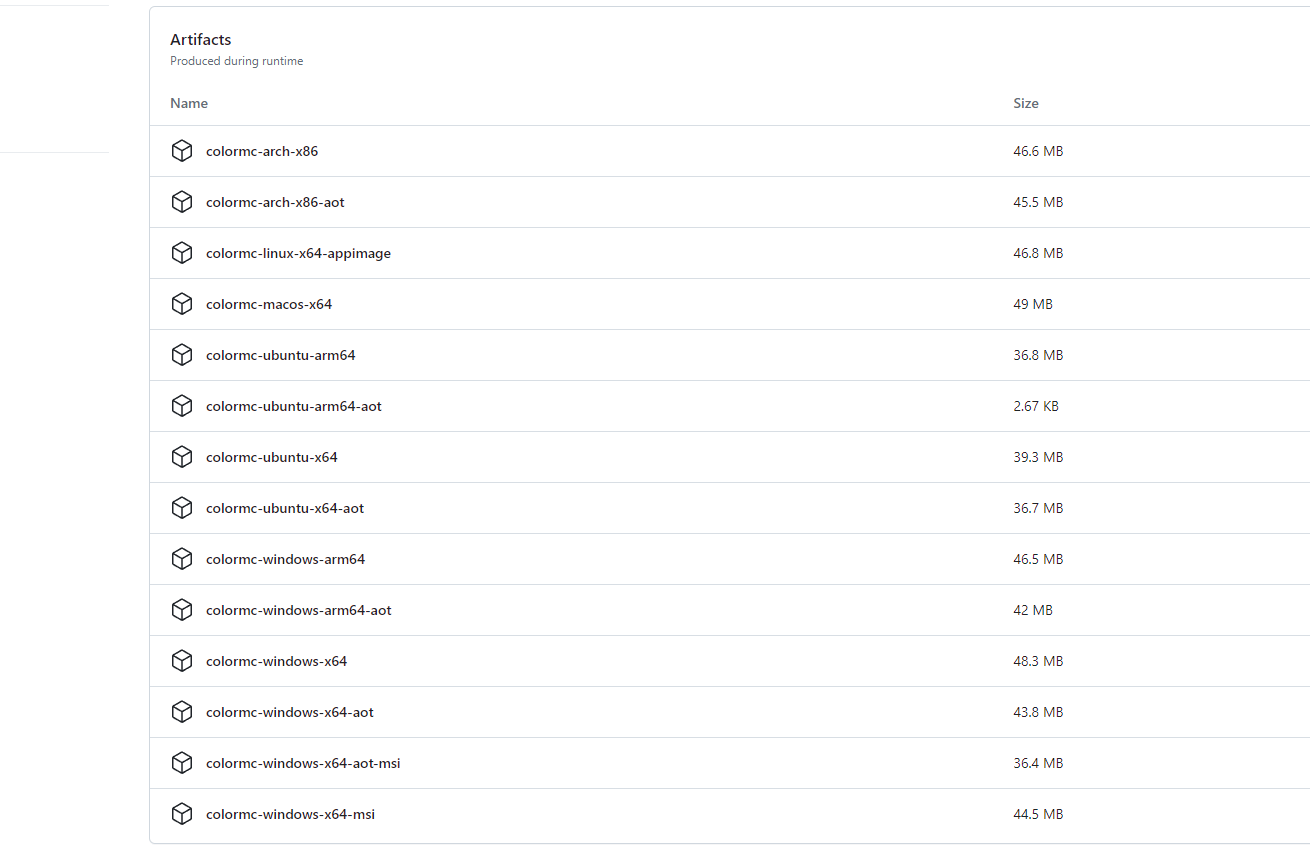 Artifacts
Produced during runtime
Name Size
colormc-arch-x86 46.6 MB
colormc-arch-x86-aot 45.5 MB
colormc-linux-x64-appimage 46.8 MB
colormc-macos-x64 49 MB
colormc-ubuntu-arm64 36.8 MB
colormc-ubuntu-arm64-aot 2.67 KB
colormc-ubuntu-x64 39.3 MB
colormc-ubuntu-x64-aot 36.7 MB
colormc-windows-arm64 46.5 MB
colormc-windows-arm64-aot 42 MB
colormc-windows-x64 48.3 MB
colormc-windows-x64-aot 43.8 MB
colormc-windows-x64-aot-msi 36.4 MB
colormc-windows-x64-msi 44.5 MB